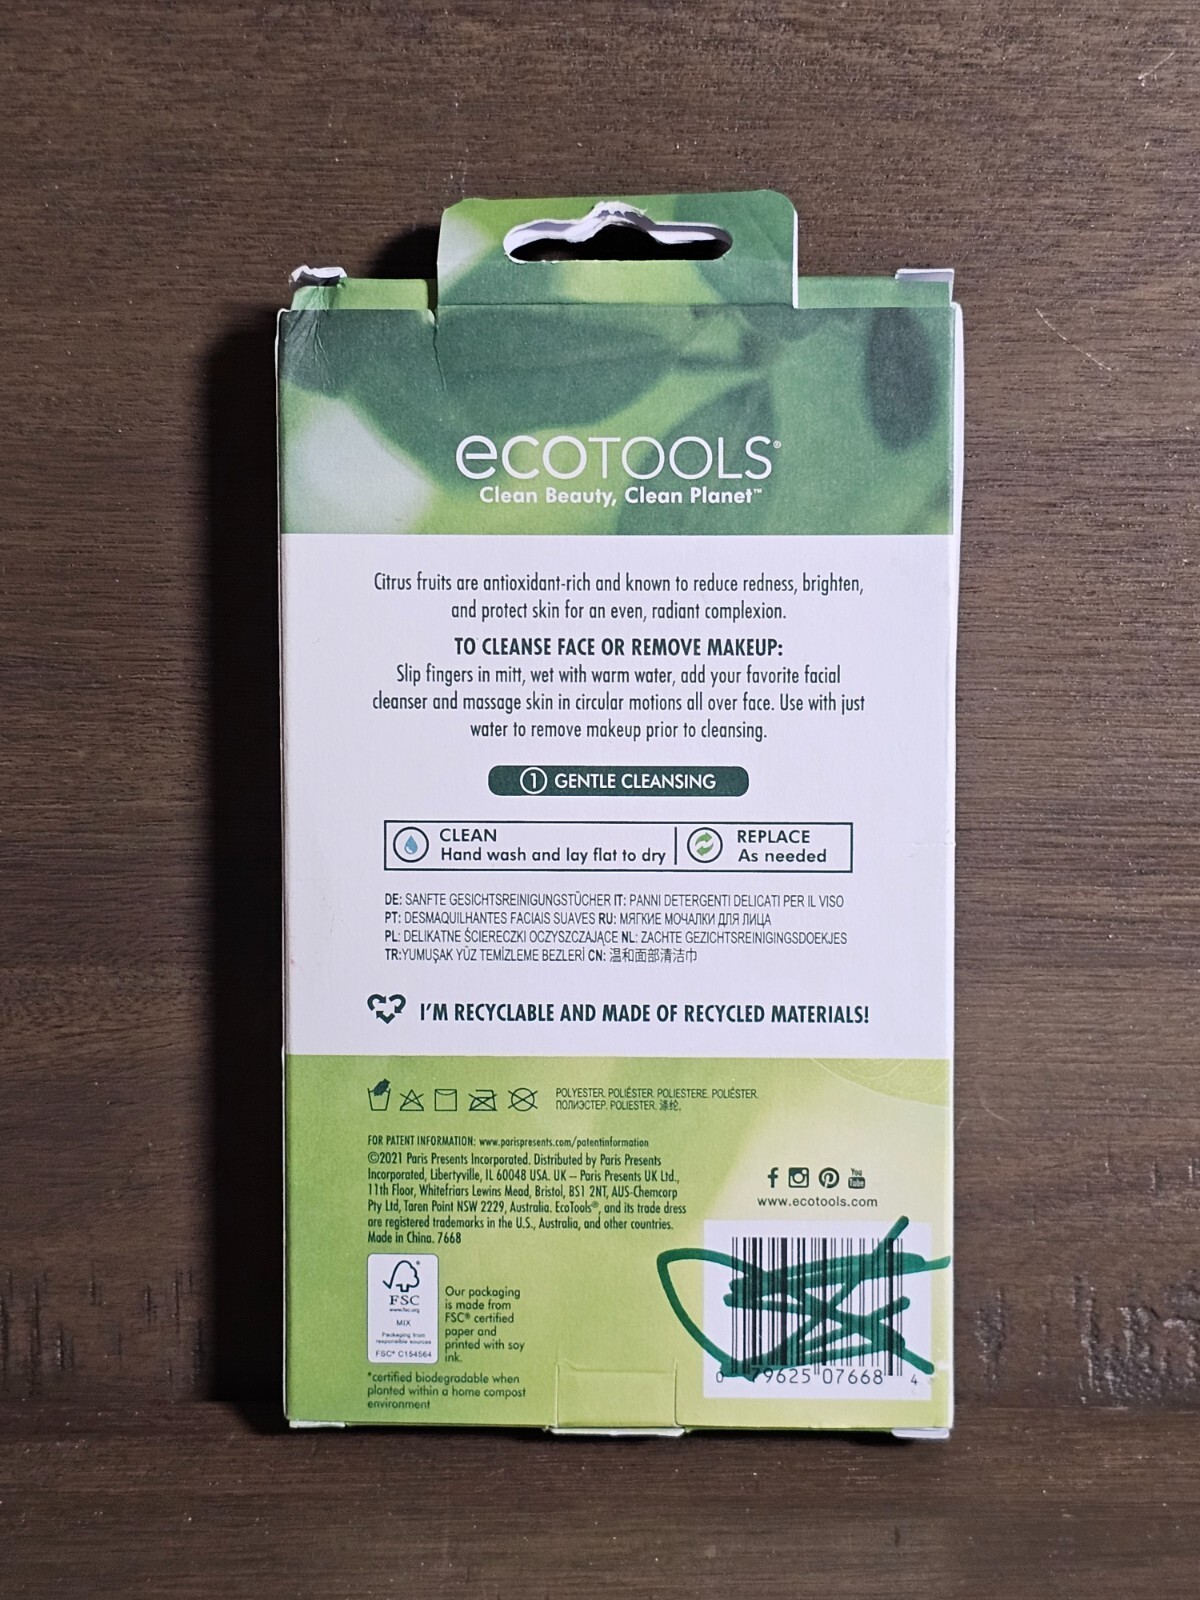 ecoTOOLS®
Clean Beauty, Clean Planet™
Citrus fruits are antioxidant-rich and known to reduce redness, brighten,
and protect skin for an even, radiant complexion.
TO CLEANSE FACE OR REMOVE MAKEUP:
Slip fingers in mitt, wet with warm water, add your favorite facial
cleanser and massage skin in circular motions all over face. Use with just
water to remove makeup prior to cleansing.
1 GENTLE CLEANSING
CLEAN
Hand wash and lay flat to dry
REPLACE
As needed
DE: SANFTE GESICHTSREINIGUNGSTÜCHER IT: PANNI DETERGENTI DELICATI PER IL VISO
PT: DESMAQUILHANTES FACIAIS SUAVES RU: МЯГКИЕ МОЧАЛКИ ДЛЯ ЛИЦА
PL: DELIKATNE ŚCIERECZKI OCZYSZCZAJĄCE NL: ZACHTE GEZICHTSREINIGINGSDOEKJES
TR:YUMUŞAK YÜZ TEMİZLEME BEZLERİ CN: 温和面部清洁巾
I'M RECYCLABLE AND MADE OF RECYCLED MATERIALS!
POLYESTER. POLIÉSTER. POLIESTERE. POLIÉSTER.
ПОЛИЭСТЕР. POLIESTER. 涤纶。
FOR PATENT INFORMATION: www.parispresents.com/patentinformation
©2021 Paris Presents Incorporated. Distributed by Paris Presents
Incorporated, Libertyville, IL 60048 USA. UK – Paris Presents UK Ltd.,
11th Floor, Whitefriars Lewins Mead, Bristol, BS1 2NT, AUS-Chemcorp
Pty Ltd, Taren Point NSW 2229, Australia. EcoTools®, and its trade dress
are registered trademarks in the U.S., Australia, and other countries.
Made in China. 7668
You
Tube
www.ecotools.com
FSC
www.fsc.org
MIX
Packaging from
responsible sources
FSC® C154564
Our packaging
is made from
FSC® certified
paper and
printed with soy
ink.
*certified biodegradable when
planted within a home compost
environment
0 79625 07668 4